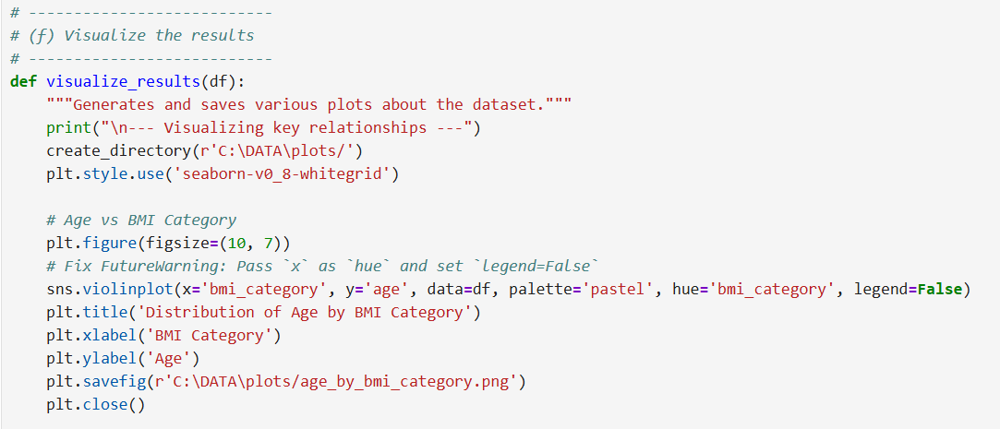 # ---------------------------
# (f) Visualize the results
# ---------------------------
def visualize_results(df):
    """Generates and saves various plots about the dataset."""
    print("\n--- Visualizing key relationships ---")
    create_directory(r'C:\DATA\plots/')
    plt.style.use('seaborn-v0_8-whitegrid')

    # Age vs BMI Category
    plt.figure(figsize=(10, 7))
    # Fix FutureWarning: Pass `x` as `hue` and set `legend=False`
    sns.violinplot(x='bmi_category', y='age', data=df, palette='pastel', hue='bmi_category', legend=False)
    plt.title('Distribution of Age by BMI Category')
    plt.xlabel('BMI Category')
    plt.ylabel('Age')
    plt.savefig(r'C:\DATA\plots/age_by_bmi_category.png')
    plt.close()